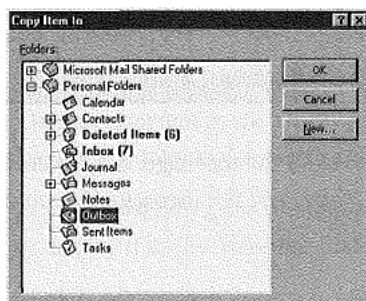 Copy Item to
Folders:
Microsoft Mail Shared Folders
Personal Folders
Calendar
Contacts
Deleted Items (6)
Inbox (7)
Journal
Messages
Notes
Outbox
Sent Items
Tasks
OK
Cancel
New...